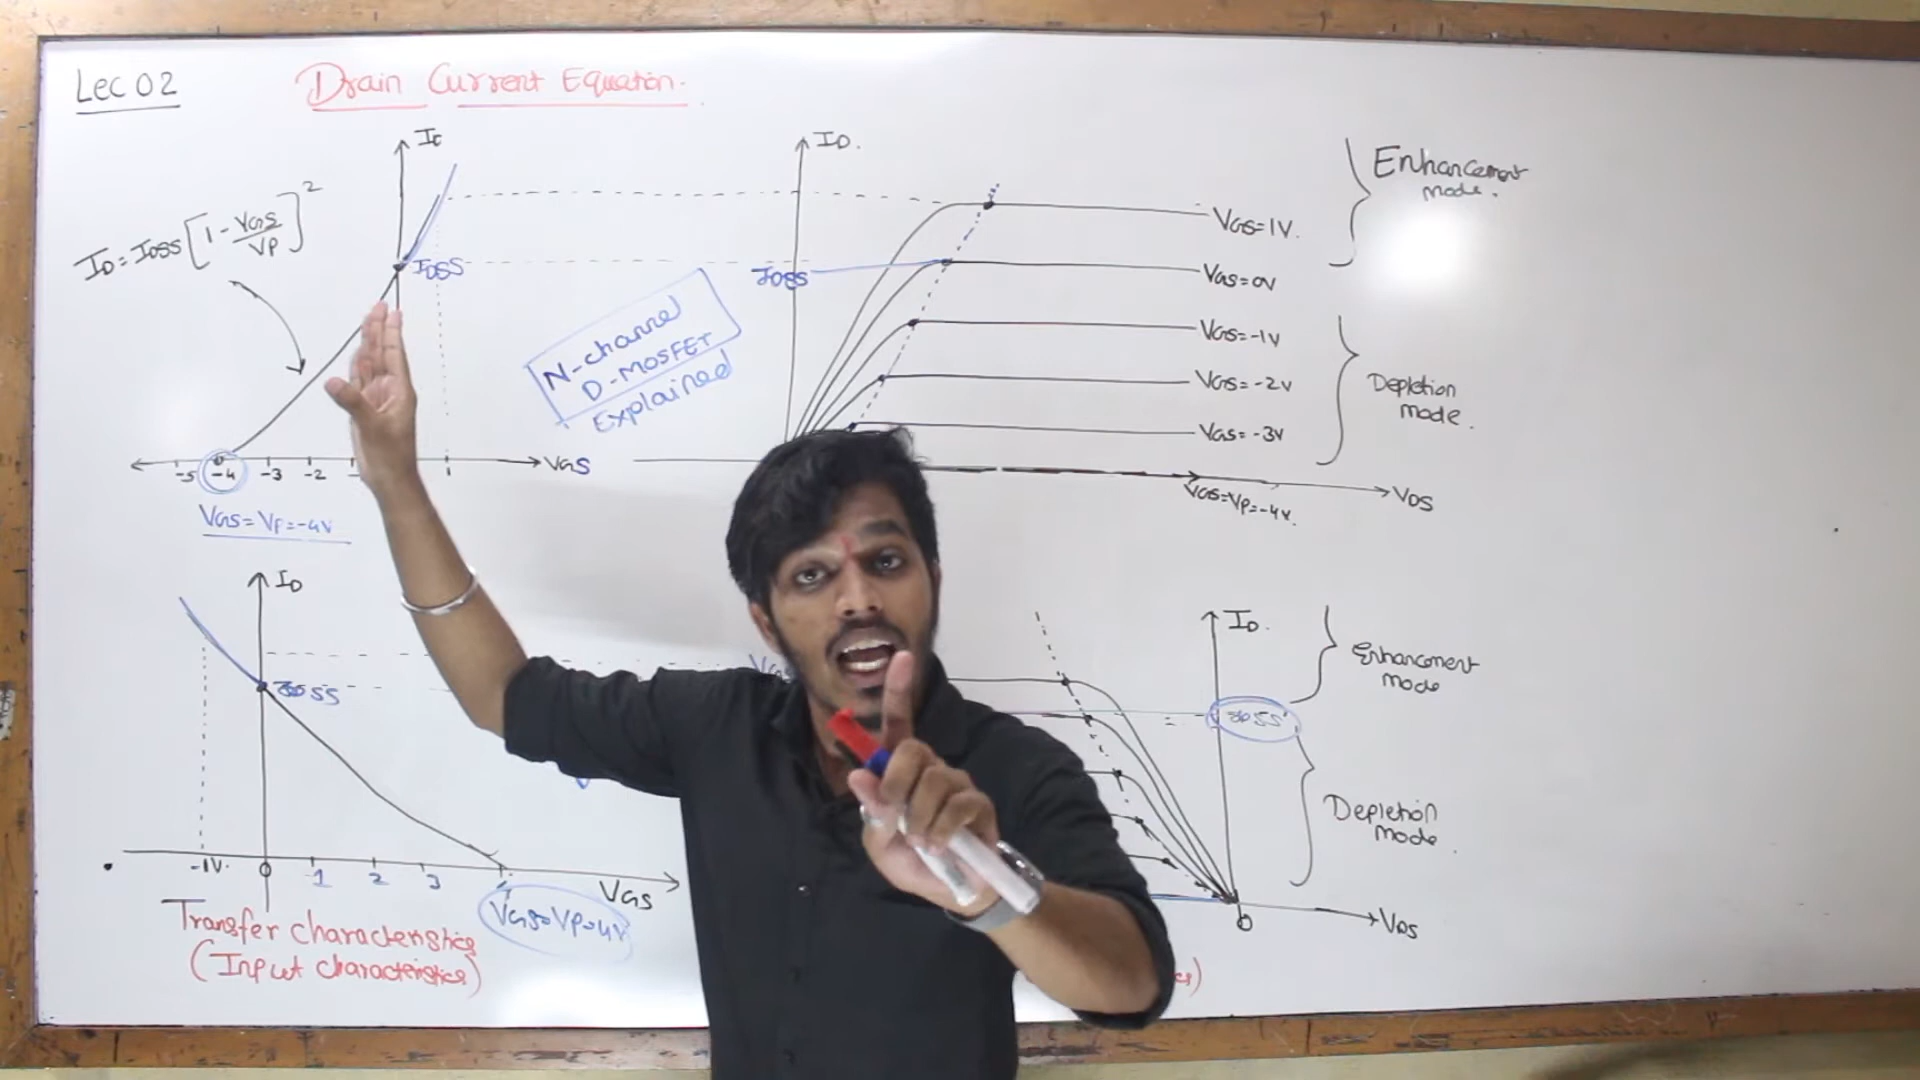 Lec 02
Drain Current Equation.
ID = IDSS [1 - VGS/VP]²
ID
IDSS
-5 -4 -3 -2
1
VGS
VGS = VP = -4V
N-channel
D-MOSFET
Explained
ID.
IDSS
VGS=1V.
VGS=0V
VGS=-1V
VGS=-2V
VGS=-3V
VGS=VP=-4V.
VDS
Enhancement
mode.
Depletion
mode.
ID
IDSS
-1V. 0 1 2 3
VGS
VGS=VP=4V
Transfer characteristics
(Input characteristics)
ID.
IDSS
0
VDS
Enhancement
mode
Depletion
mode.